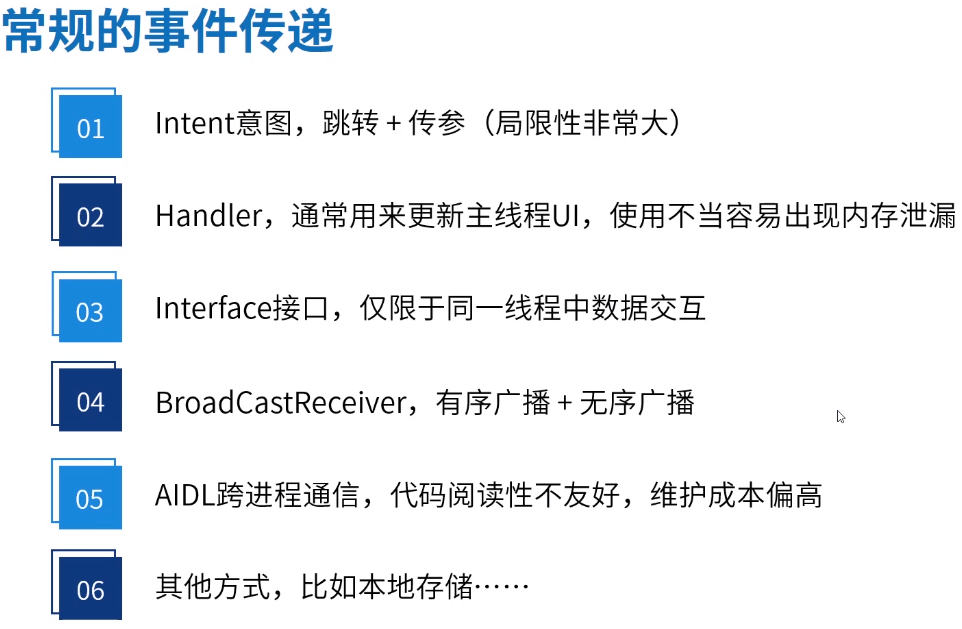 常规的事件传递
01 Intent意图，跳转 + 传参（局限性非常大）
02 Handler，通常用来更新主线程UI，使用不当容易出现内存泄漏
03 Interface接口，仅限于同一线程中数据交互
04 BroadCastReceiver，有序广播 + 无序广播
05 AIDL跨进程通信，代码阅读性不友好，维护成本偏高
06 其他方式，比如本地存储……